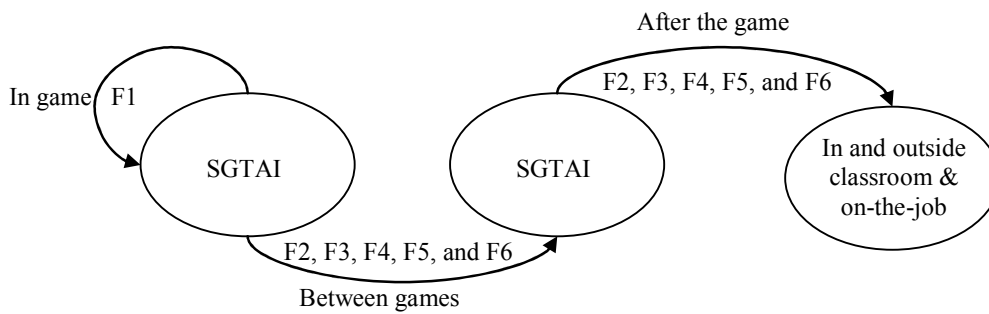 After the game
F2, F3, F4, F5, and F6
In game
F1
SGTAI
SGTAI
In and outside
classroom &
on-the-job
F2, F3, F4, F5, and F6
Between games